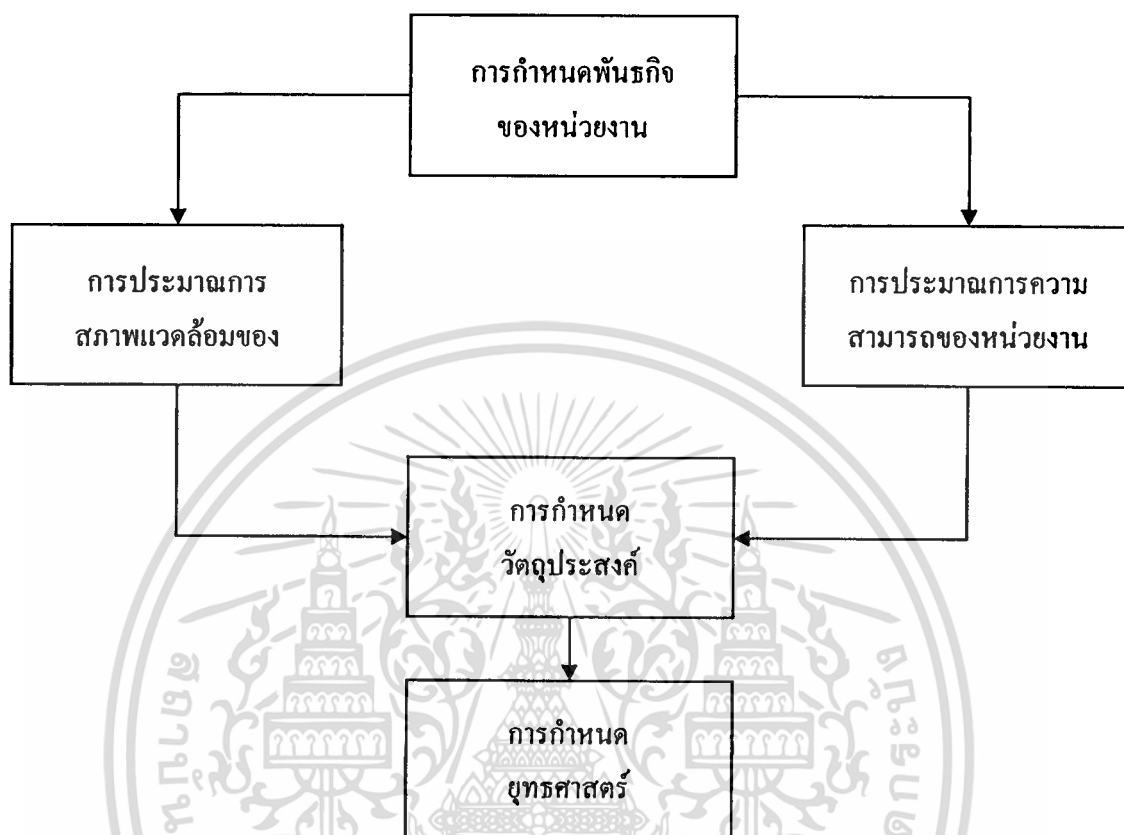 การกำหนดพันธกิจ
ของหน่วยงาน
การประมาณการ
สภาพแวดล้อมของ
การประมาณการความ
สามารถของหน่วยงาน
การกำหนด
วัตถุประสงค์
การกำหนด
ยุทธศาสตร์